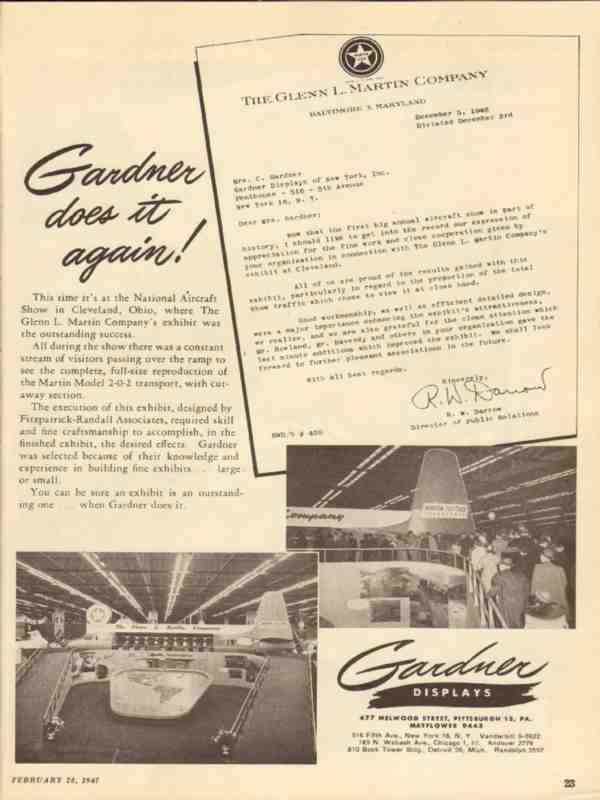 THE GLENN L. MARTIN COMPANY
BALTIMORE 3, MARYLAND
December 5, 1946
Dictated December 3rd
Mrs. C. Gardner
Gardner Displays of New York, Inc.
Penthouse - 516 - 5th Avenue
New York 18, N. Y.
Dear Mrs. Gardner:
Now that the first big annual aircraft show is part of
history, I should like to get into the record our expression of
appreciation for the fine work and close cooperation given by
your organization in connection with The Glenn L. Martin Company's
exhibit at Cleveland.
All of us are proud of the results gained with this
exhibit, particularly in regard to the proportion of the total
show traffic which chose to view it at close hand.
Good workmanship, as well as efficient detailed design,
were a major importance enhancing the exhibit's attractiveness,
we realize, and we are also grateful for the close attention which
Mr. Rowland, Mr. and others in your organization gave the
last minute additions which improved the exhibit. We shall look
forward to further pleasant associations in the future.
With all best regards,
Sincerely,
R. W. Darrow
R. W. Darrow
Director of Public Relations
Gardner
does it
again!
This time it's at the National Aircraft
Show in Cleveland, Ohio, where The
Glenn L. Martin Company's exhibit was
the outstanding success.
All during the show there was a constant
stream of visitors passing over the ramp to
see the complete, full-size reproduction of
the Martin Model 2-0-2 transport, with cut-
away section.
The execution of this exhibit, designed by
Fitzpatrick-Randall Associates, required skill
and fine craftsmanship to accomplish, in the
finished exhibit, the desired effects. Gardner
was selected because of their knowledge and
experience in building fine exhibits . . . large
or small.
You can be sure an exhibit is an outstand-
ing one . . . when Gardner does it.
Company
The Glenn L. Martin Company
Gardner
DISPLAYS
477 MELWOOD STREET, PITTSBURGH 13, PA.
MAYFLOWER 9443
516 Fifth Ave., New York 18, N. Y. Vanderbilt 6-2622
185 N. Wabash Ave., Chicago 1, Ill. Andover 2776
810 Book Tower Bldg., Detroit 26, Mich. Randolph 3557
FEBRUARY 28, 1947
23